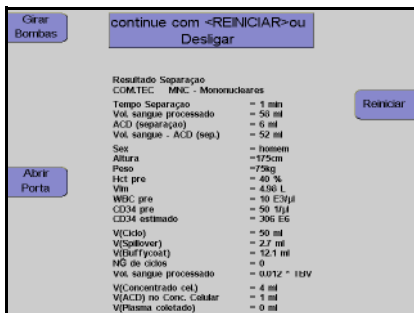 Girar
Bombas
continue com <REINICIAR>ou
Desligar
Resultado Separaçao
COM.TEC MNC - Mononucleares
Tempo Separaçao = 1 min
Vol. sangue processado = 58 ml
ACD (separaçao) = 6 ml
Vol. sangue - ACD (sep.) = 52 ml
Reiniciar
Sex = homem
Altura =175cm
Peso =75kg
Hct pre = 40 %
Vlm = 4.98 L
WBC pre = 10 E3/µl
CD34 pre = 50 1/µl
CD34 estimado = 306 E6
Abrir
Porta
V(Ciclo) = 50 ml
V(Spillover) = 27 ml
V(Buffycoat) = 12.1 ml
NĞ de ciclos = 0
Vol. sangue processado = 0.012 * TBV
V(Concentrado cel.) = 4 ml
V(ACD) no Conc. Celular = 1 ml
V(Plasma coletado) = 0 ml